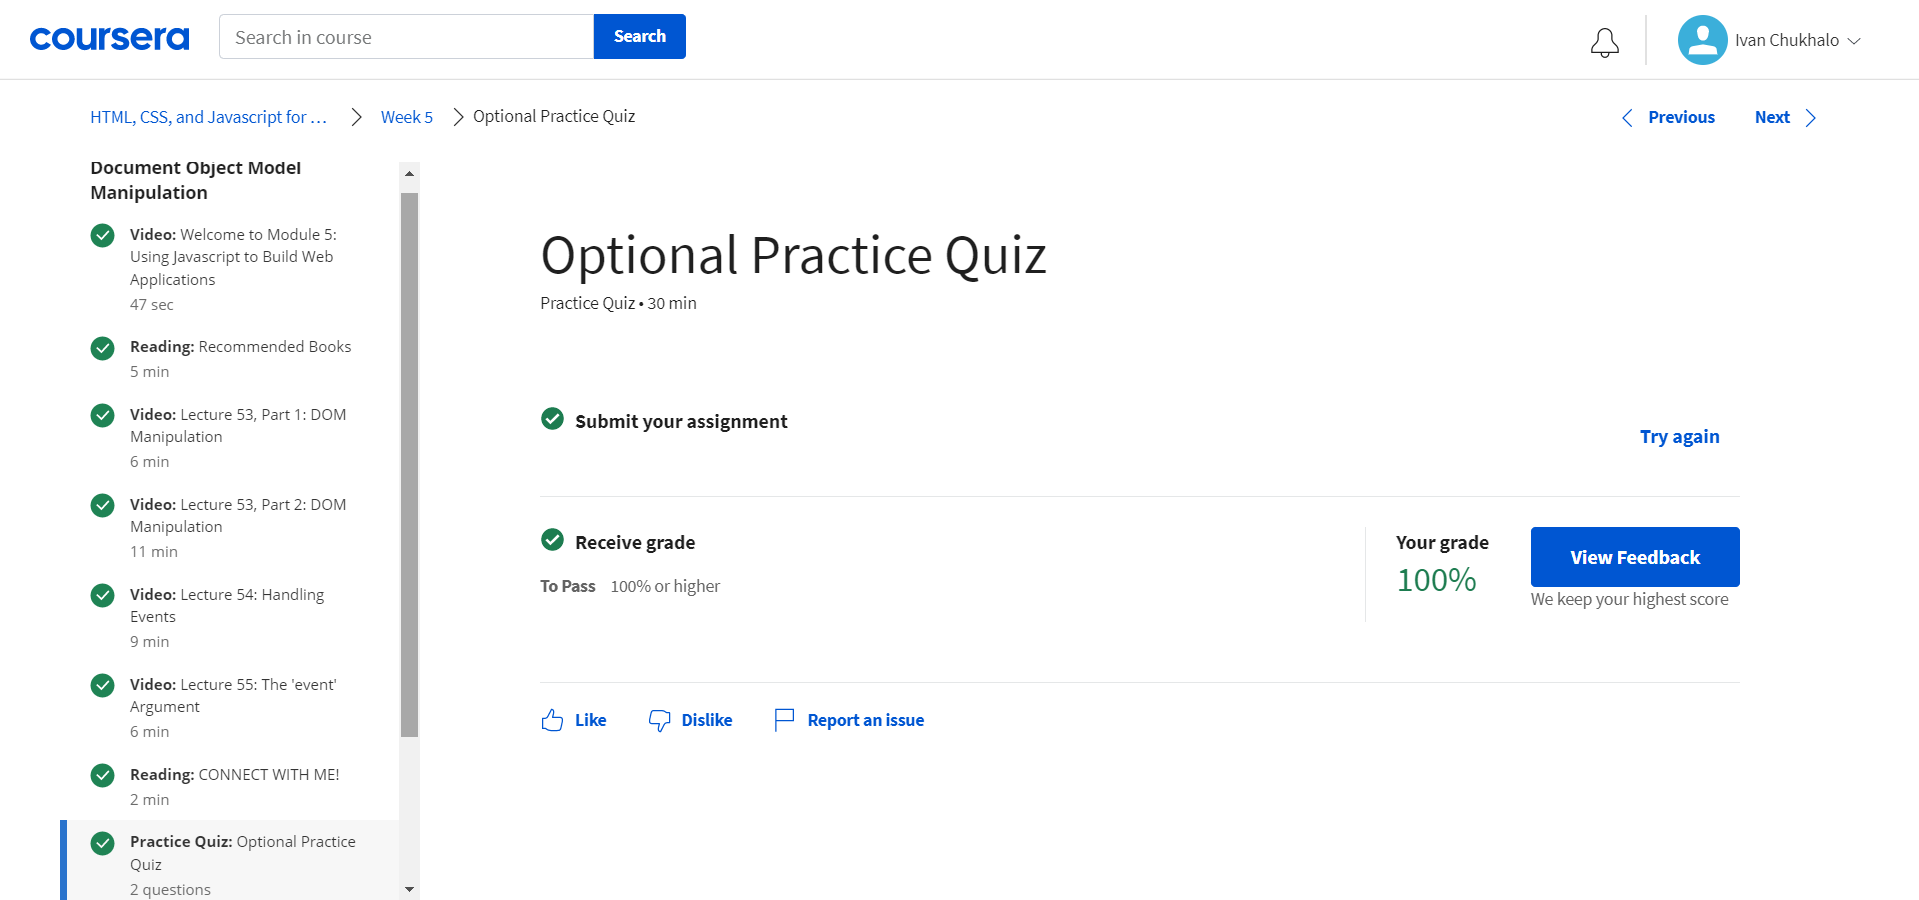 coursera
Search in course
Search
Ivan Chukhalo
HTML, CSS, and Javascript for ...
Week 5
Optional Practice Quiz
Previous
Next
Document Object Model
Manipulation
Video: Welcome to Module 5:
Using Javascript to Build Web
Applications
47 sec
Reading: Recommended Books
5 min
Video: Lecture 53, Part 1: DOM
Manipulation
6 min
Video: Lecture 53, Part 2: DOM
Manipulation
11 min
Video: Lecture 54: Handling
Events
9 min
Video: Lecture 55: The 'event'
Argument
6 min
Reading: CONNECT WITH ME!
2 min
Practice Quiz: Optional Practice
Quiz
2 questions
Optional Practice Quiz
Practice Quiz • 30 min
Submit your assignment
Try again
Receive grade
To Pass 100% or higher
Your grade
100%
View Feedback
We keep your highest score
Like
Dislike
Report an issue